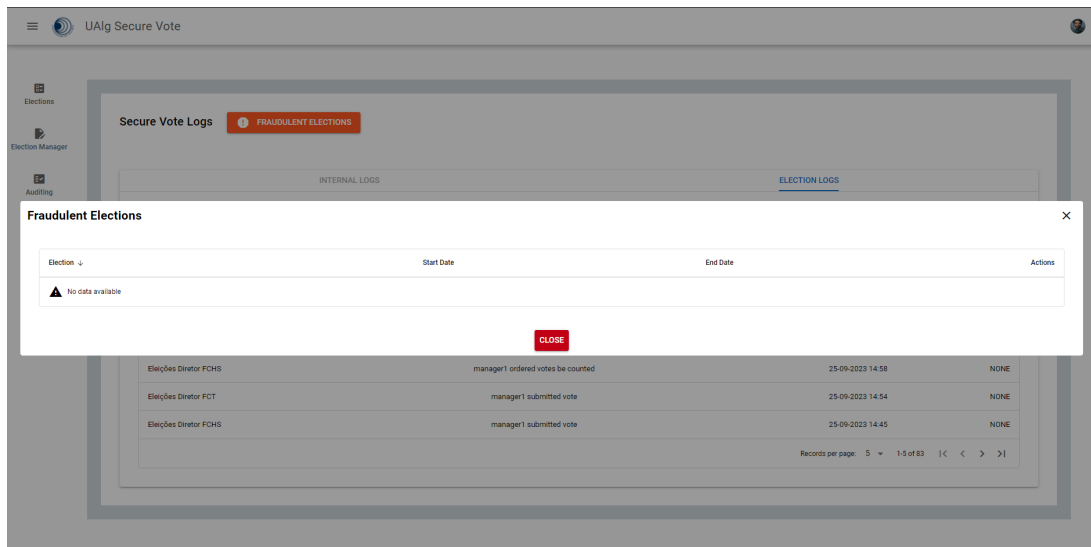 UAlg Secure Vote
Elections
Election Manager
Auditing
Secure Vote Logs
FRAUDULENT ELECTIONS
INTERNAL LOGS ELECTION LOGS
Fraudulent Elections
Election Start Date End Date Actions
No data available
CLOSE
Eleições Diretor FCHS manager1 ordered votes be counted 25-09-2023 14:58 NONE
Eleições Diretor FCT manager1 submitted vote 25-09-2023 14:54 NONE
Eleições Diretor FCHS manager1 submitted vote 25-09-2023 14:45 NONE
Records per page: 5 1-5 of 83